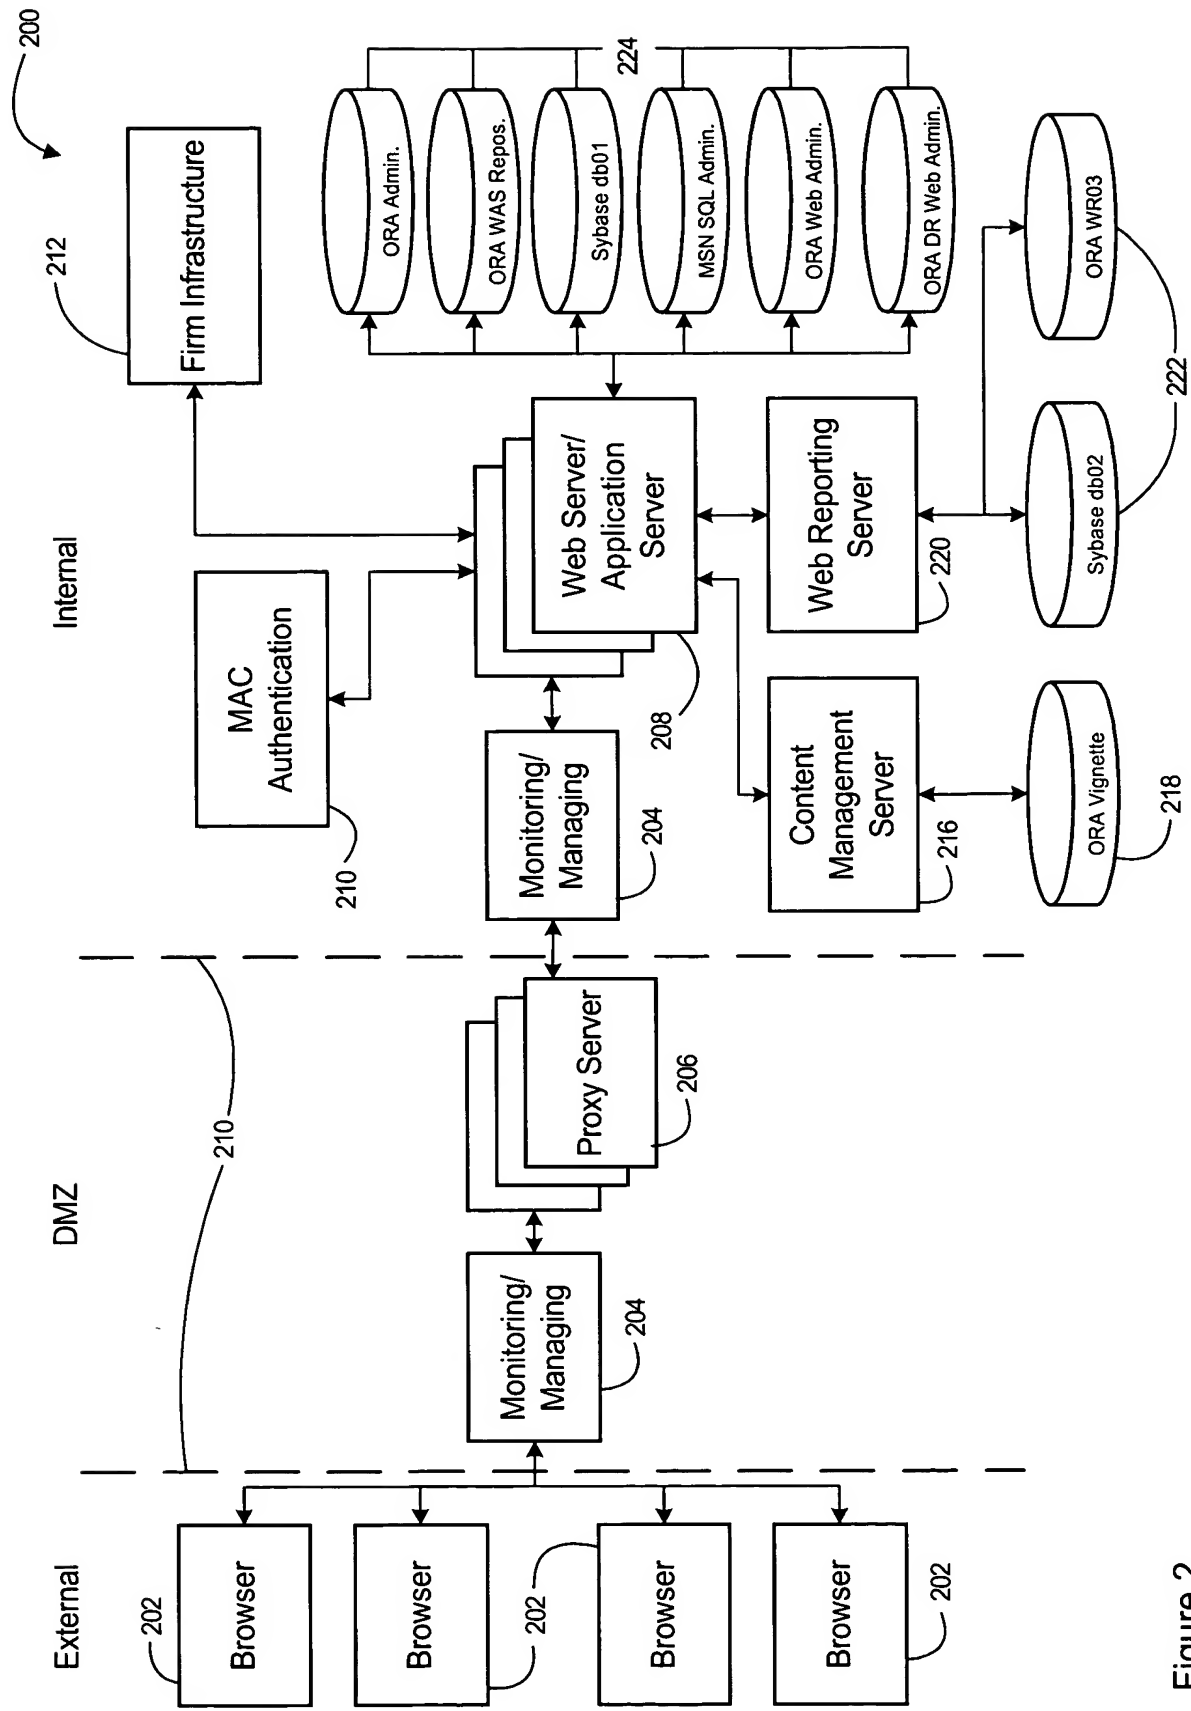 200
External
DMZ
Internal
202
Browser
Browser
202
Browser
Browser
202
210
Monitoring/
Managing
204
Proxy Server
206
Monitoring/
Managing
204
MAC
Authentication
210
212
Firm Infrastructure
Web Server/
Application
Server
208
Content
Management
Server
216
ORA Vignette
218
Web Reporting
Server
220
Sybase db02
ORA WR03
222
ORA Admin.
ORA WAS Repos.
Sybase db01
MSN SQL Admin.
ORA Web Admin.
ORA DR Web Admin.
224
Figure 2